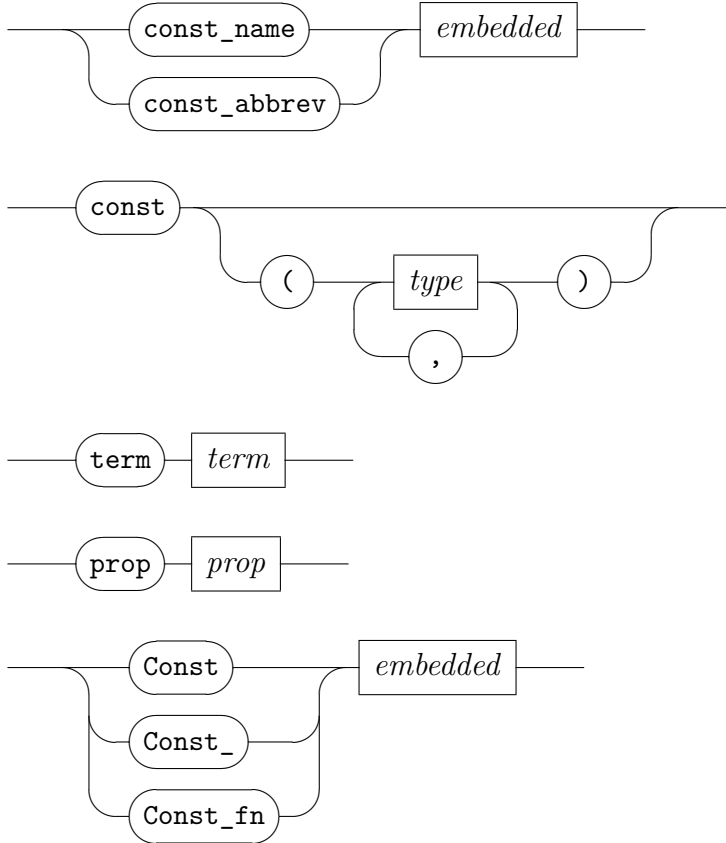 const_name embedded
const_abbrev
const
( type )
,
term term
prop prop
Const embedded
Const_
Const_fn